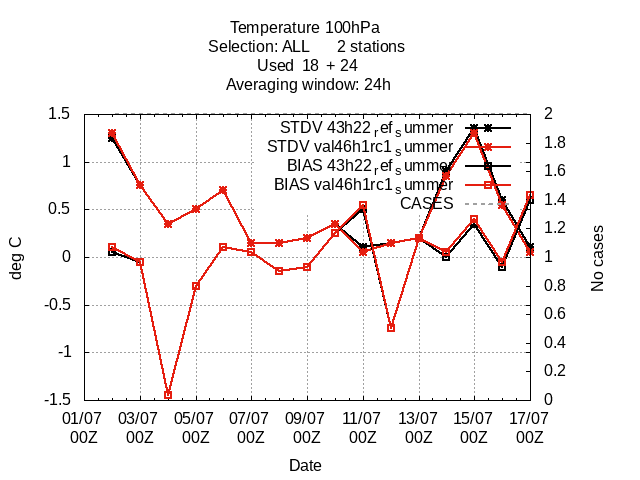 Temperature 100hPa
Selection: ALL 2 stations
Used 18 + 24
Averaging window: 24h
1.5
1
0.5
0
-0.5
-1
-1.5
deg C
STDV 43h22refsummer
STDV val46h1rc1summer
BIAS 43h22refsummer
BIAS val46h1rc1summer
CASES
2
1.8
1.6
1.4
1.2
1
0.8
0.6
0.4
0.2
0
No cases
01/07 03/07 05/07 07/07 09/07 11/07 13/07 15/07 17/07
00Z 00Z 00Z 00Z 00Z 00Z 00Z 00Z 00Z
Date